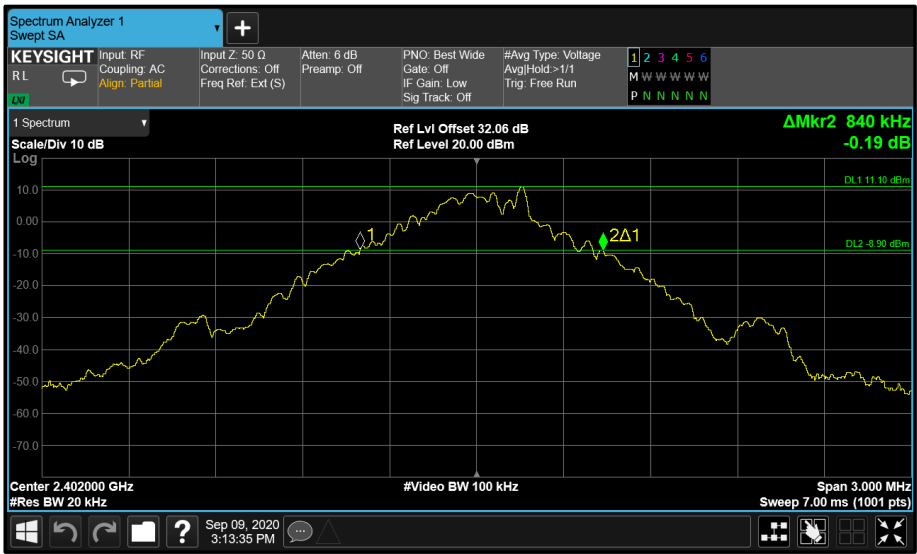 Spectrum Analyzer 1
Swept SA
+
KEYSIGHT
RL
LXI
Input: RF
Coupling: AC
Align: Partial
Input Z: 50 Ω
Corrections: Off
Freq Ref: Ext (S)
Atten: 6 dB
Preamp: Off
PNO: Best Wide
Gate: Off
IF Gain: Low
Sig Track: Off
#Avg Type: Voltage
Avg|Hold:>1/1
Trig: Free Run
1 2 3 4 5 6
M W W W W W
P N N N N N
1 Spectrum
Scale/Div 10 dB
Ref Lvl Offset 32.06 dB
Ref Level 20.00 dBm
ΔMkr2 840 kHz
-0.19 dB
Log
10.0
0.00
-10.0
-20.0
-30.0
-40.0
-50.0
-60.0
-70.0
DL1 11.10 dBm
1
2Δ1
DL2 -8.90 dBm
Center 2.402000 GHz
#Res BW 20 kHz
#Video BW 100 kHz
Span 3.000 MHz
Sweep 7.00 ms (1001 pts)
?
Sep 09, 2020
3:13:35 PM